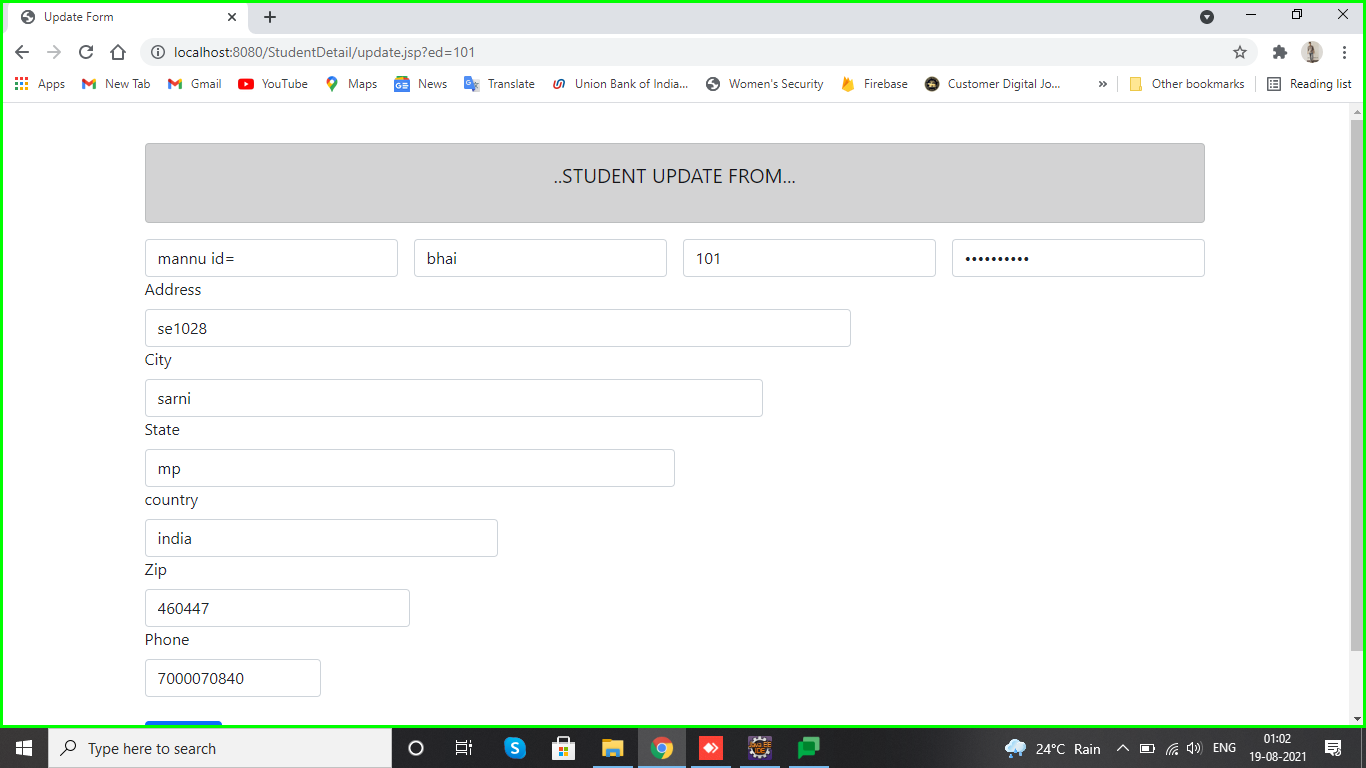 Update Form
localhost:8080/StudentDetail/update.jsp?ed=101
Apps New Tab Gmail YouTube Maps News Translate Union Bank of India... Women's Security Firebase Customer Digital Jo... » Other bookmarks Reading list
..STUDENT UPDATE FROM...
mannu id= bhai 101 ••••••••••
Address
se1028
City
sarni
State
mp
country
india
Zip
460447
Phone
7000070840
Type here to search
24°C Rain ENG 01:02
19-08-2021